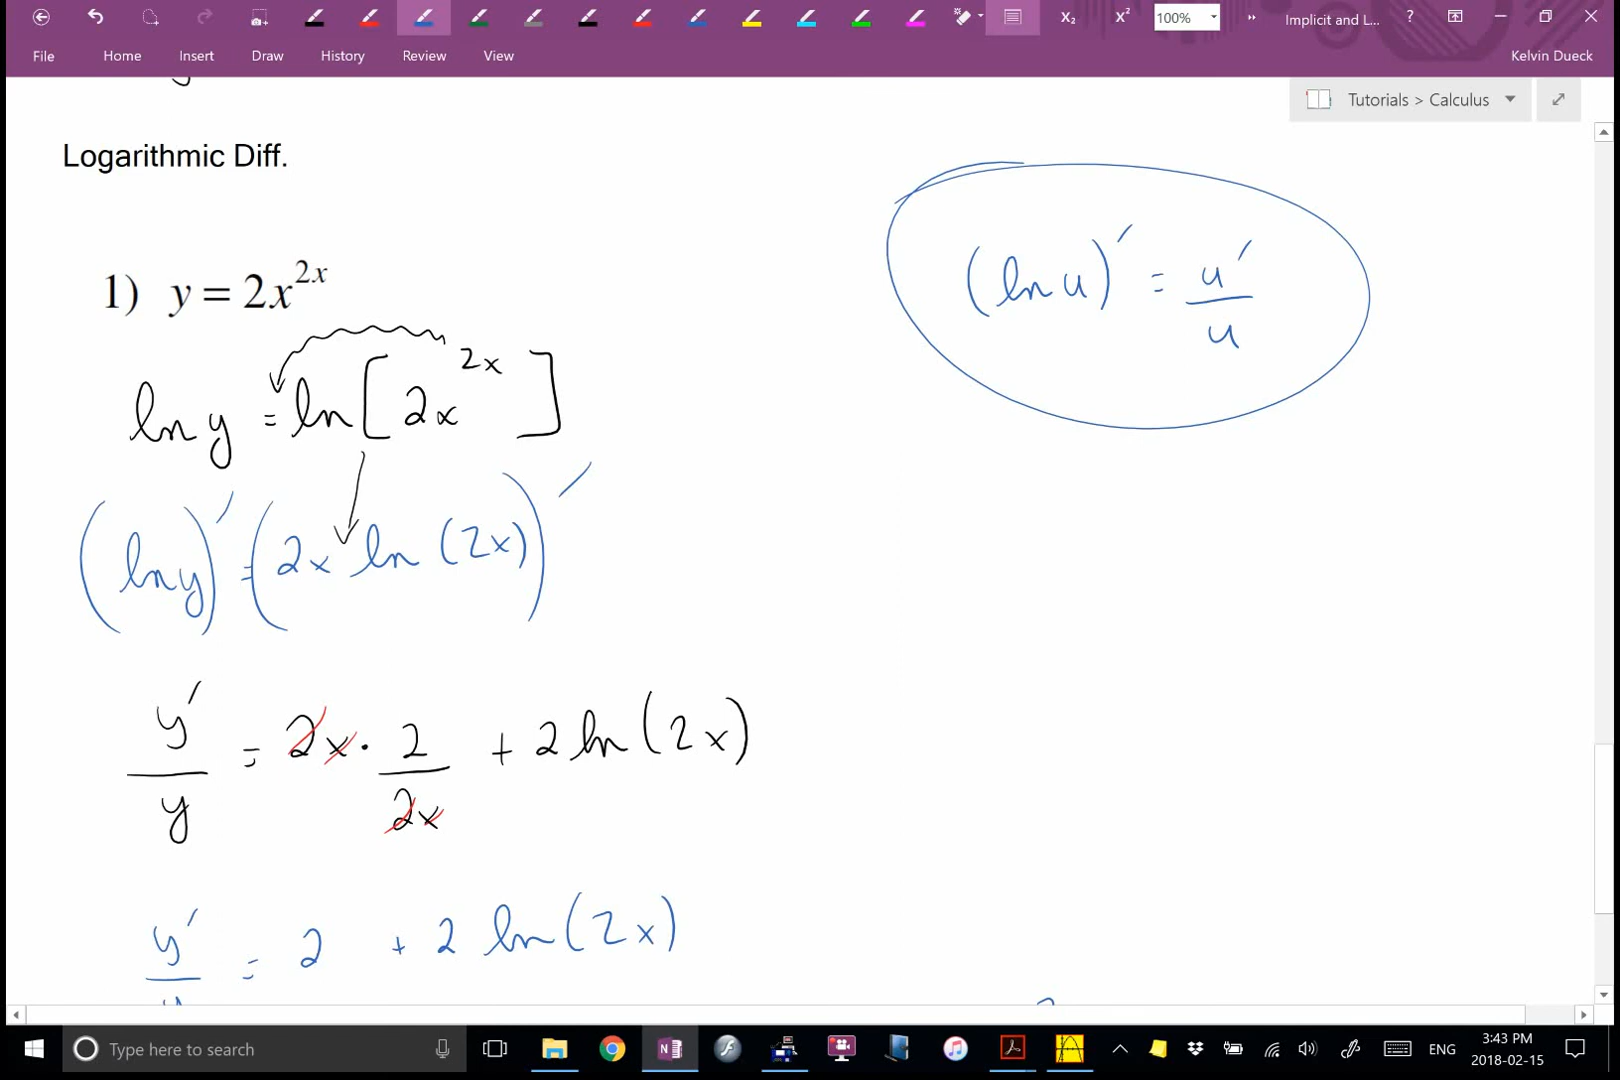 X₂ X² 100% Implicit and L... ?
File Home Insert Draw History Review View Kelvin Dueck
Tutorials > Calculus
Logarithmic Diff.
(ln u)′ = u′/u
1) y = 2x^{2x}
ln y = ln [2x^{2x}]
(ln y)′ = (2x ln (2x))′
y′/y = 2x · 2/2x + 2 ln (2x)
y′/y = 2 + 2 ln (2x)
Type here to search ENG 3:43 PM
2018-02-15